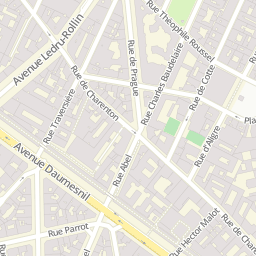 Rue Théophile Roussel
Avenue Ledru-Rollin
Rue de Prague
Rue Charles Baudelaire
Rue de Cotte
Rue de Charenton
Rue Traversière
Rue d'Aligre
Avenue Daumesnil
Rue Abel
Rue Parrot
Rue Hector Malot